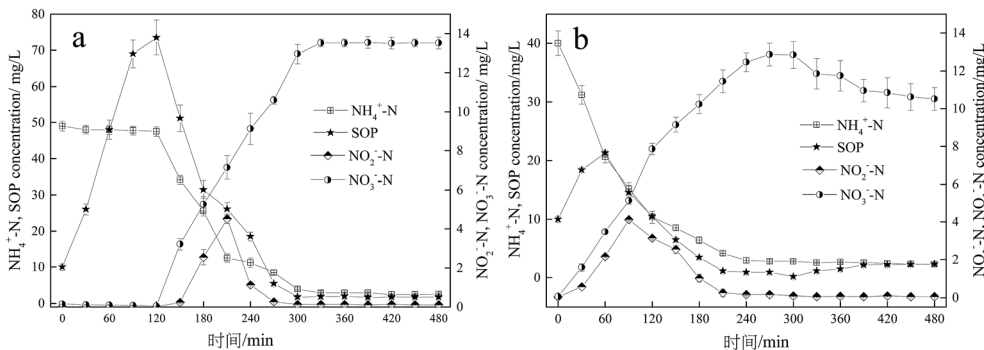 a
NH₄⁺-N, SOP concentration/ mg/L
80
70
60
50
40
30
20
10
0
NH₄⁺-N
SOP
NO₂⁻-N
NO₃⁻-N
14
12
10
8
6
4
2
0
NO₂⁻-N, NO₃⁻-N concentration/ mg/L
0 60 120 180 240 300 360 420 480
时间/min
b
NH₄⁺-N, SOP concentration/mg/L
40
30
20
10
0
NH₄⁺-N
SOP
NO₂⁻-N
NO₃⁻-N
14
12
10
8
6
4
2
0
NO₂⁻-N, NO₃⁻-N concentration/mg/L
0 60 120 180 240 300 360 420 480
时间/min